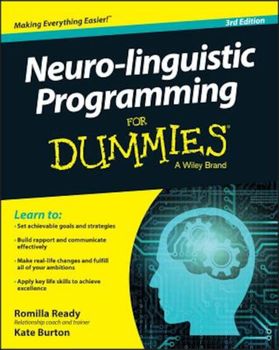 Making Everything Easier!™
3rd Edition
Neuro-linguistic
Programming
FOR
DUMMIES®
A Wiley Brand
Learn to:
• Set achievable goals and strategies
• Build rapport and communicate
effectively
• Make real-life changes and fulfill
all of your ambitions
• Apply key life skills to achieve
excellence
Romilla Ready
Relationship coach and trainer
Kate Burton